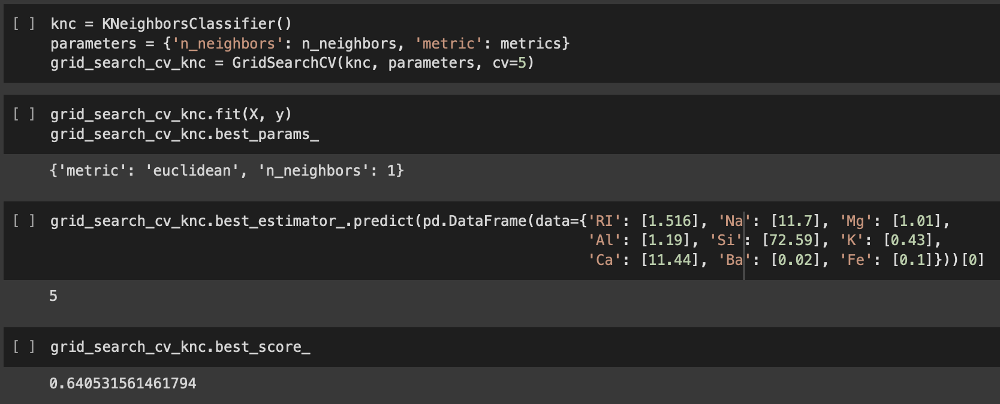 [ ] knc = KNeighborsClassifier()
parameters = {'n_neighbors': n_neighbors, 'metric': metrics}
grid_search_cv_knc = GridSearchCV(knc, parameters, cv=5)
[ ] grid_search_cv_knc.fit(X, y)
grid_search_cv_knc.best_params_
{'metric': 'euclidean', 'n_neighbors': 1}
[ ] grid_search_cv_knc.best_estimator_.predict(pd.DataFrame(data={'RI': [1.516], 'Na': [11.7], 'Mg': [1.01],
'Al': [1.19], 'Si': [72.59], 'K': [0.43],
'Ca': [11.44], 'Ba': [0.02], 'Fe': [0.1]}))[0]
5
[ ] grid_search_cv_knc.best_score_
0.640531561461794